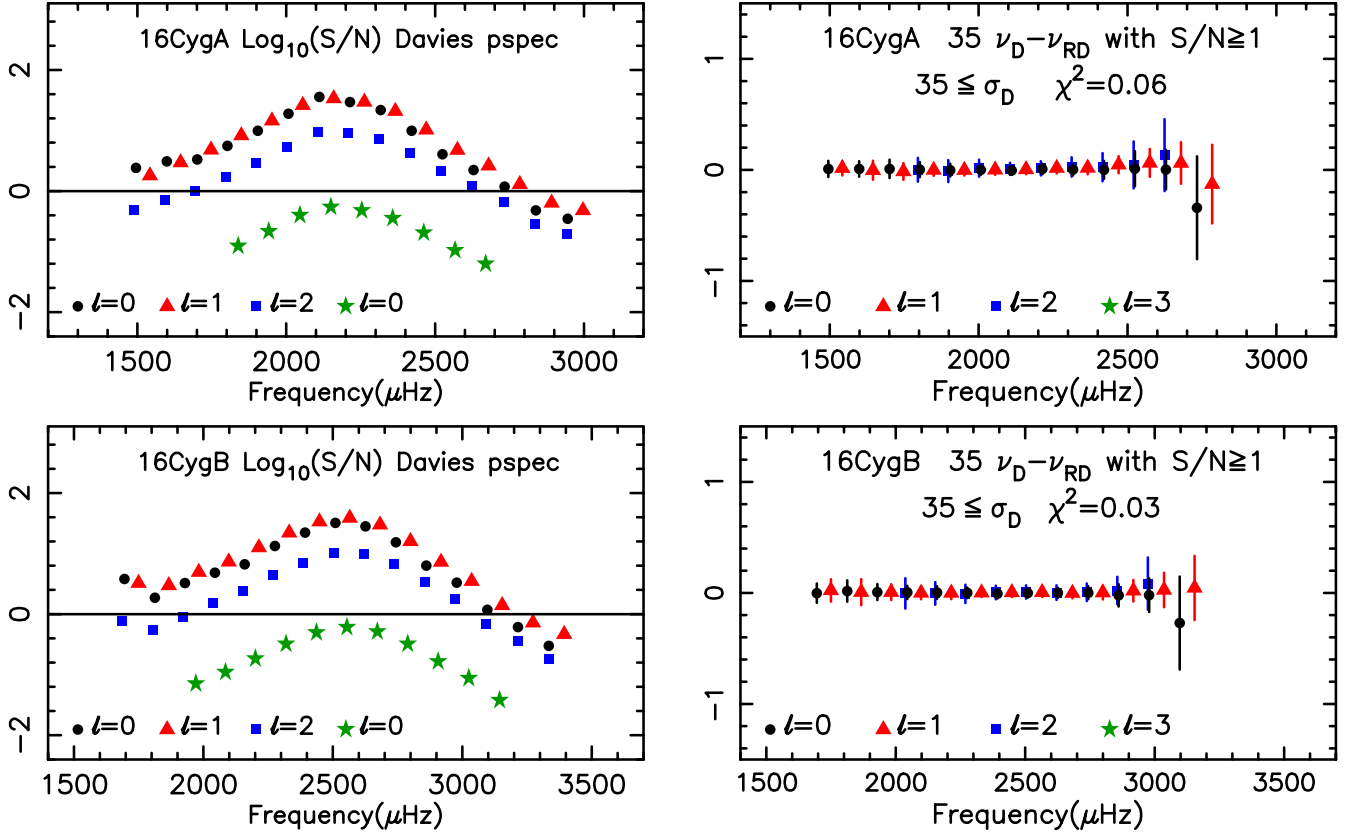 16CygA Log10(S/N) Davies pspec
2
0
−2
ℓ=0 ℓ=1 ℓ=2 ℓ=0
1500 2000 2500 3000
Frequency(μHz)
16CygA 35 νD−νRD with S/N≧1
35 ≦ σD χ²=0.06
1
0
−1
ℓ=0 ℓ=1 ℓ=2 ℓ=3
1500 2000 2500 3000
Frequency(μHz)
16CygB Log10(S/N) Davies pspec
2
0
−2
ℓ=0 ℓ=1 ℓ=2 ℓ=0
1500 2000 2500 3000 3500
Frequency(μHz)
16CygB 35 νD−νRD with S/N≧1
35 ≦ σD χ²=0.03
1
0
−1
ℓ=0 ℓ=1 ℓ=2 ℓ=3
1500 2000 2500 3000 3500
Frequency(μHz)